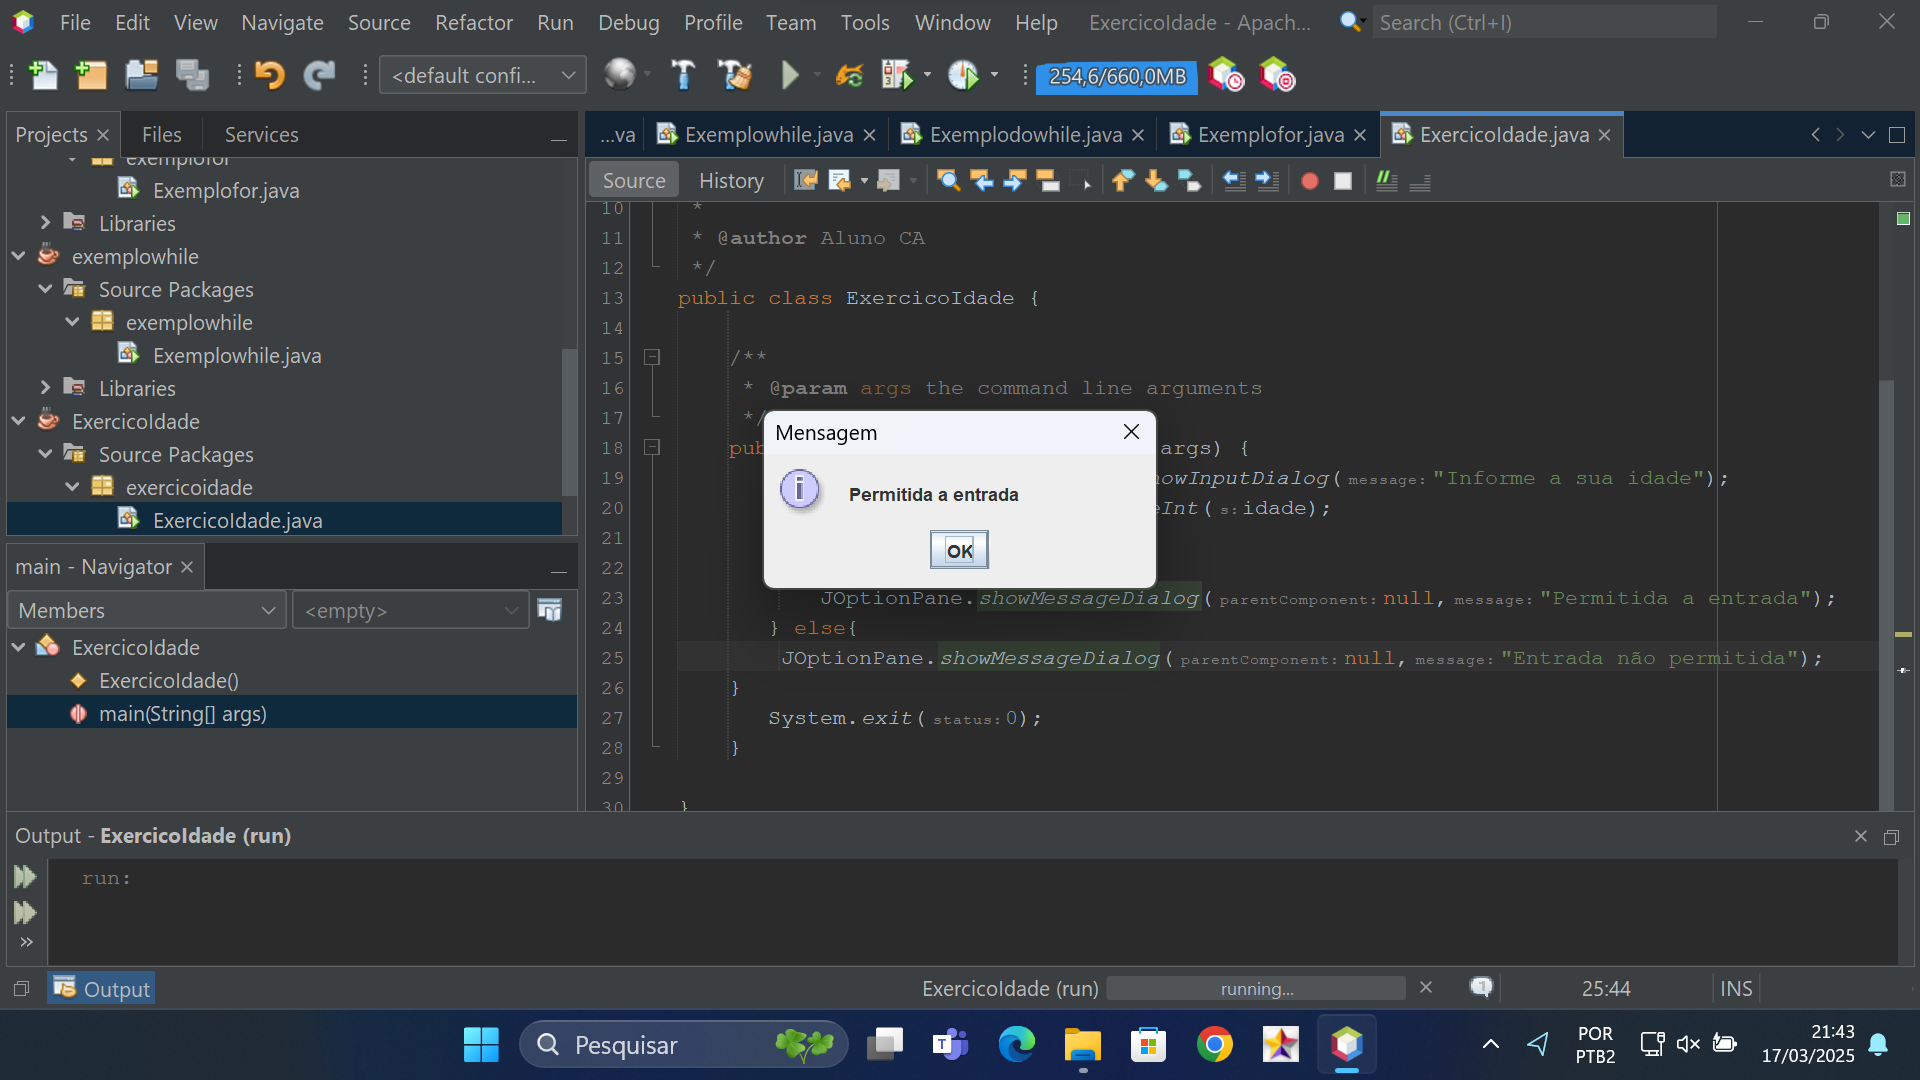 File Edit View Navigate Source Refactor Run Debug Profile Team Tools Window Help ExercicoIdade - Apach... Search (Ctrl+I)
<default confi... 254,6/660,0MB
Projects Files Services
...va Exemplowhile.java Exemplodowhile.java Exemplofor.java ExercicoIdade.java
Source History
exemplofor
Exemplofor.java
Libraries
exemplowhile
Source Packages
exemplowhile
Exemplowhile.java
Libraries
ExercicoIdade
Source Packages
exercicoidade
ExercicoIdade.java
main - Navigator
Members <empty>
ExercicoIdade
ExercicoIdade()
main(String[] args)
10 *
11 * @author Aluno CA
12 */
13 public class ExercicoIdade {
14
15 /**
16 * @param args the command line arguments
17 */
18 pub args) {
19 owInputDialog( message: "Informe a sua idade");
20 eInt( s: idade);
21
22
23 JOptionPane.showMessageDialog( parentComponent: null, message: "Permitida a entrada");
24 } else{
25 JOptionPane.showMessageDialog( parentComponent: null, message: "Entrada não permitida");
26 }
27 System.exit( status: 0);
28 }
29
30 }
Mensagem
Permitida a entrada
OK
Output - ExercicoIdade (run)
run:
Output ExercicoIdade (run) running... 1 25:44 INS
Pesquisar
POR
PTB2
21:43
17/03/2025